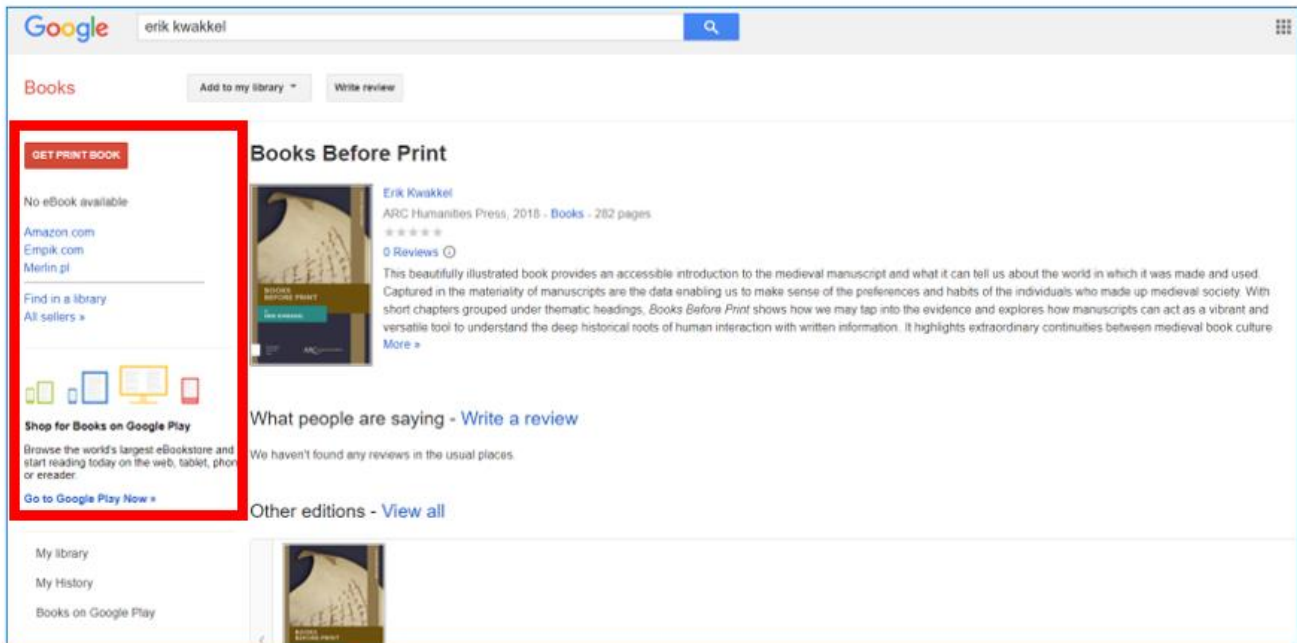 Google
erik kwakkel
Books
Add to my library
Write review
GET PRINT BOOK
No eBook available
Amazon.com
Empik.com
Merlin.pl
Find in a library
All sellers »
Shop for Books on Google Play
Browse the world's largest eBookstore and
start reading today on the web, tablet, phon
or ereader.
Go to Google Play Now »
My library
My History
Books on Google Play
Books Before Print
BOOKS
BEFORE PRINT
ERIK KWAKKEL
ARC
Erik Kwakkel
ARC Humanities Press, 2018 - Books - 282 pages
0 Reviews
This beautifully illustrated book provides an accessible introduction to the medieval manuscript and what it can tell us about the world in which it was made and used.
Captured in the materiality of manuscripts are the data enabling us to make sense of the preferences and habits of the individuals who made up medieval society. With
short chapters grouped under thematic headings, Books Before Print shows how we may tap into the evidence and explores how manuscripts can act as a vibrant and
versatile tool to understand the deep historical roots of human interaction with written information. It highlights extraordinary continuities between medieval book culture
More »
What people are saying - Write a review
We haven't found any reviews in the usual places.
Other editions - View all
BOOKS
BEFORE PRINT